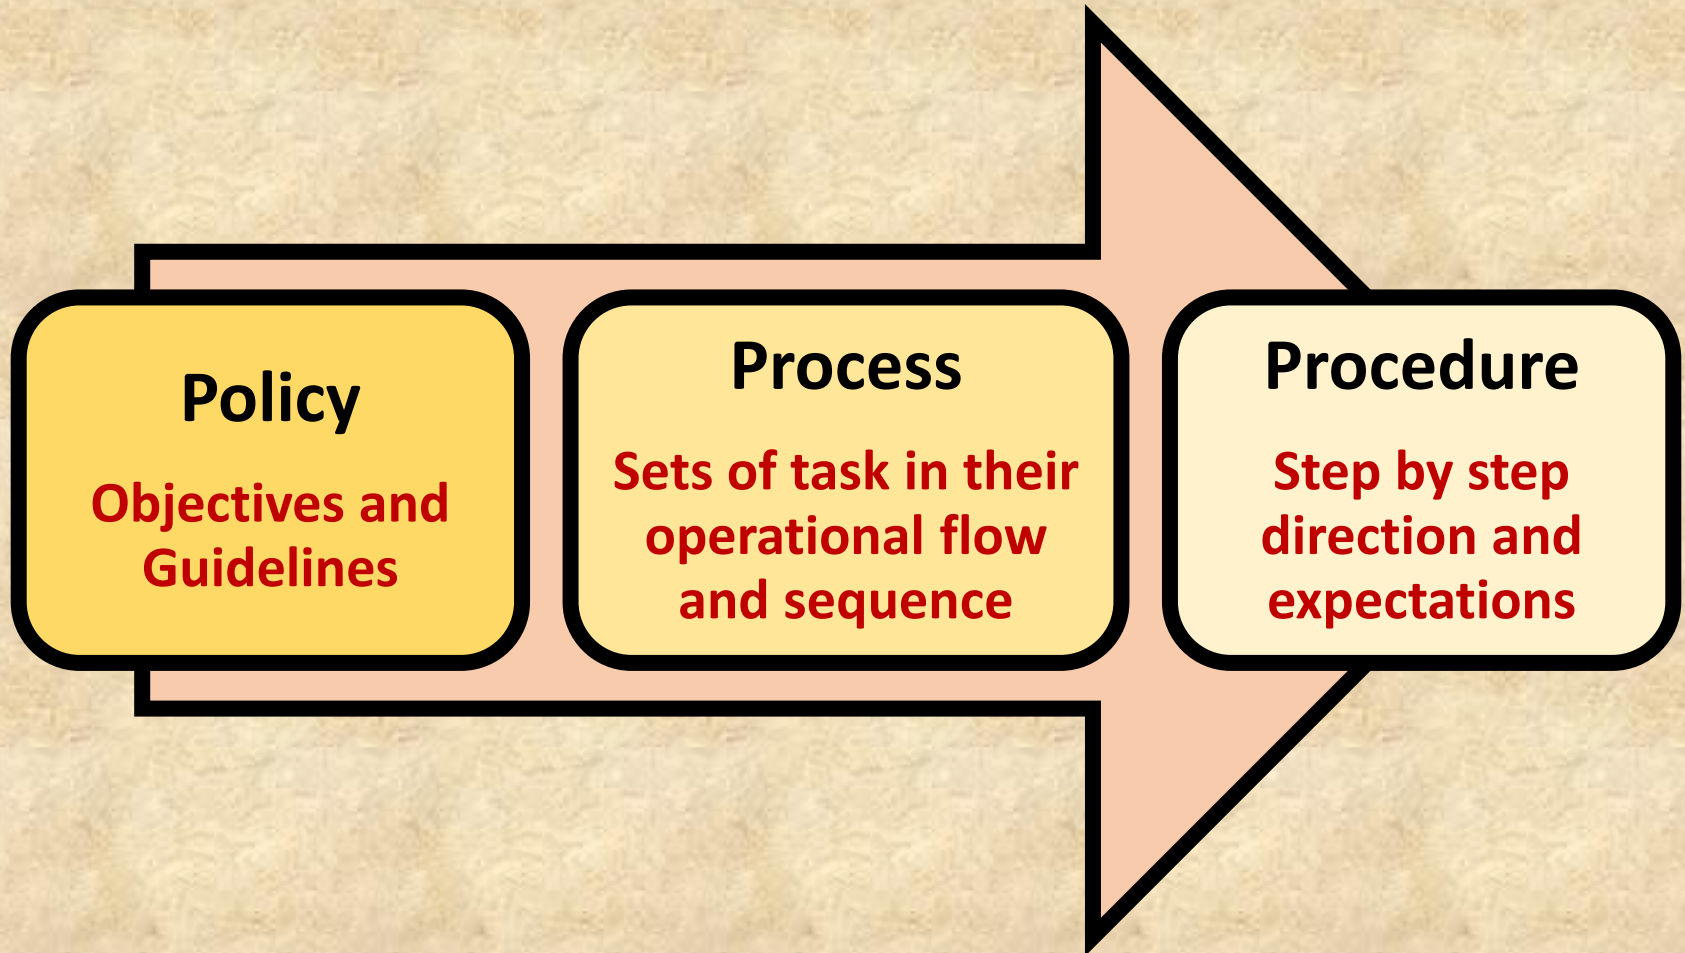 Policy
Objectives and
Guidelines
Process
Sets of task in their
operational flow
and sequence
Procedure
Step by step
direction and
expectations